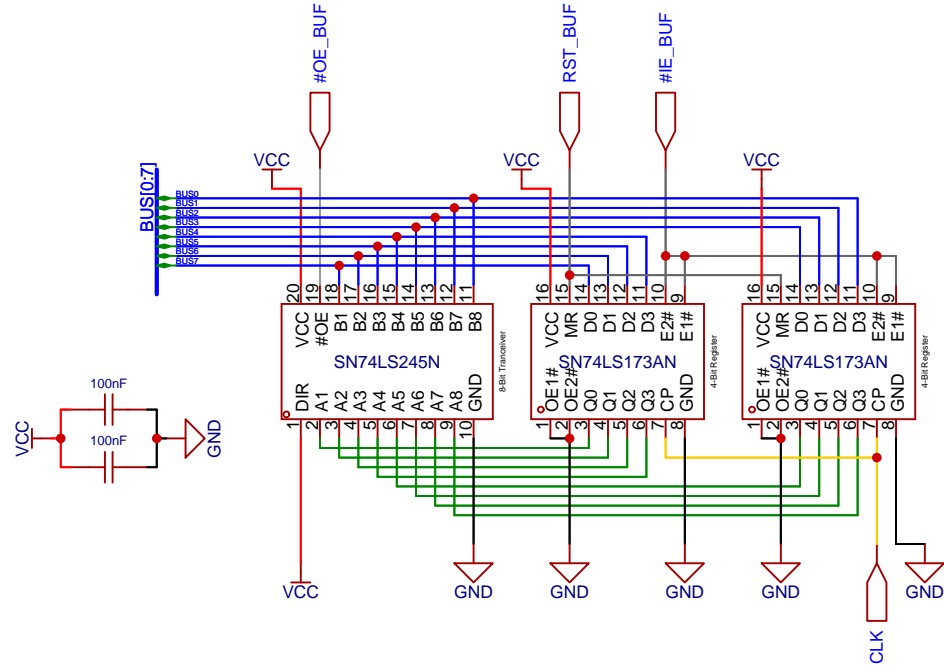 #OE_BUF
RST_BUF
#IE_BUF
VCC
VCC
VCC
BUS[0:7]
BUS0
BUS1
BUS2
BUS3
BUS4
BUS5
BUS6
BUS7
20 19 18 17 16 15 14 13 12 11
VCC #OE B1 B2 B3 B4 B5 B6 B7 B8
SN74LS245N
8-Bit Tranceiver
DIR A1 A2 A3 A4 A5 A6 A7 A8 GND
1 2 3 4 5 6 7 8 9 10
16 15 14 13 12 11 10 9
VCC MR D0 D1 D2 D3 E2# E1#
SN74LS173AN
4-Bit Register
OE1# OE2# Q0 Q1 Q2 Q3 CP GND
1 2 3 4 5 6 7 8
16 15 14 13 12 11 10 9
VCC MR D0 D1 D2 D3 E2# E1#
SN74LS173AN
4-Bit Register
OE1# OE2# Q0 Q1 Q2 Q3 CP GND
1 2 3 4 5 6 7 8
100nF
100nF
VCC
GND
VCC
GND
GND
GND
GND
GND
CLK